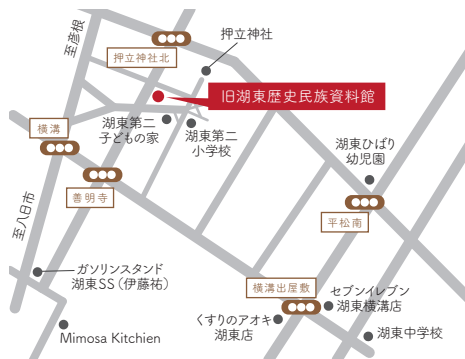 至彦根
押立神社北
押立神社
旧湖東歴史民族資料館
横溝
湖東第二
子どもの家
湖東第二
小学校
湖東ひばり
幼児園
善明寺
平松南
至八日市
ガソリンスタンド
湖東SS（伊藤祐）
横溝出屋敷
セブンイレブン
湖東横溝店
くすりのアオキ
湖東店
Mimosa Kitchien
湖東中学校